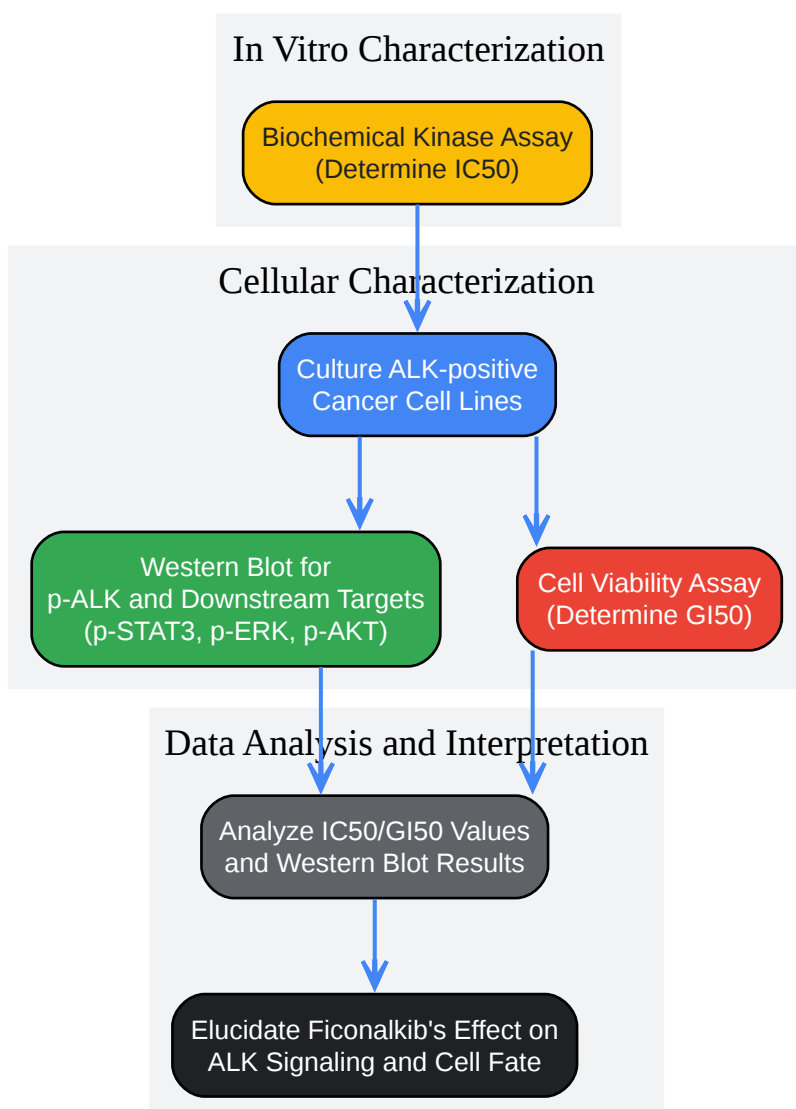 In Vitro Characterization
Biochemical Kinase Assay
(Determine IC50)
Cellular Characterization
Culture ALK-positive
Cancer Cell Lines
Western Blot for
p-ALK and Downstream Targets
(p-STAT3, p-ERK, p-AKT)
Cell Viability Assay
(Determine GI50)
Data Analysis and Interpretation
Analyze IC50/GI50 Values
and Western Blot Results
Elucidate Ficonalkib's Effect on
ALK Signaling and Cell Fate